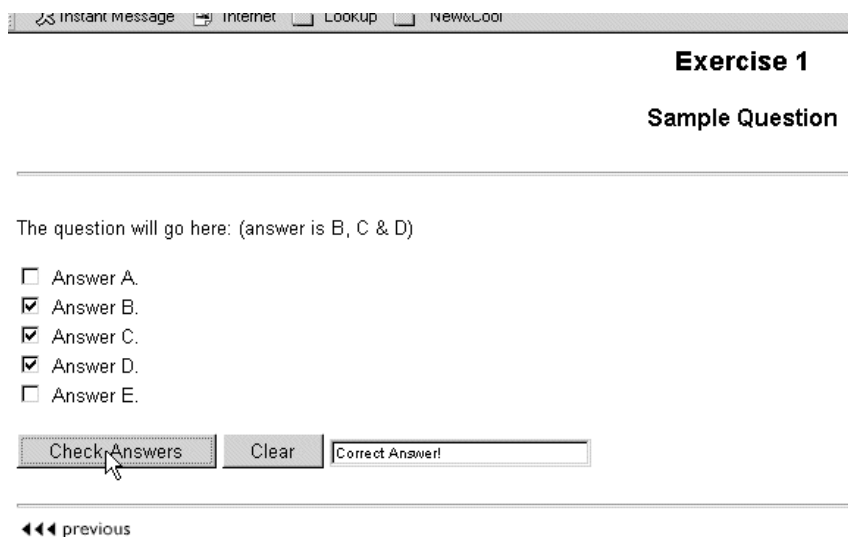 Instant Message Internet Lookup New&Cool
Exercise 1
Sample Question
The question will go here: (answer is B, C & D)
Answer A.
Answer B.
Answer C.
Answer D.
Answer E.
Check Answers Clear Correct Answer!
previous